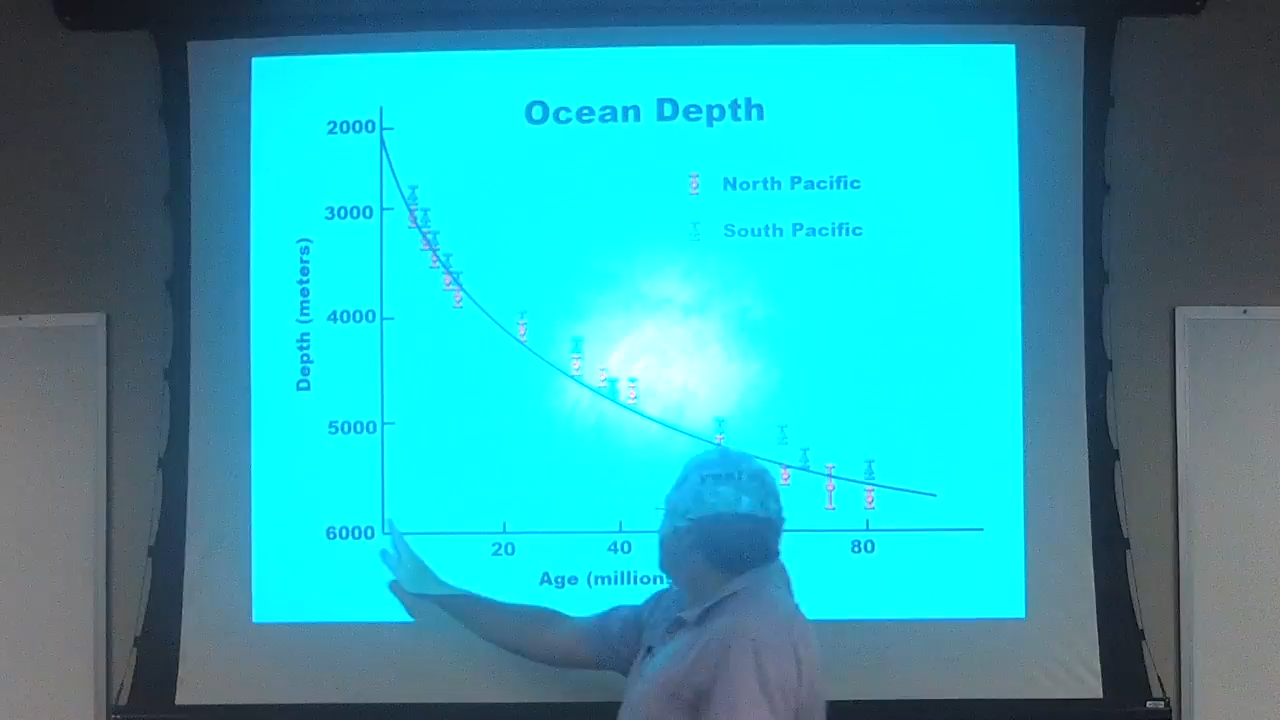 Ocean Depth
2000
North Pacific
3000
South Pacific
Depth (meters)
4000
5000
6000
20
40
80
Age (million